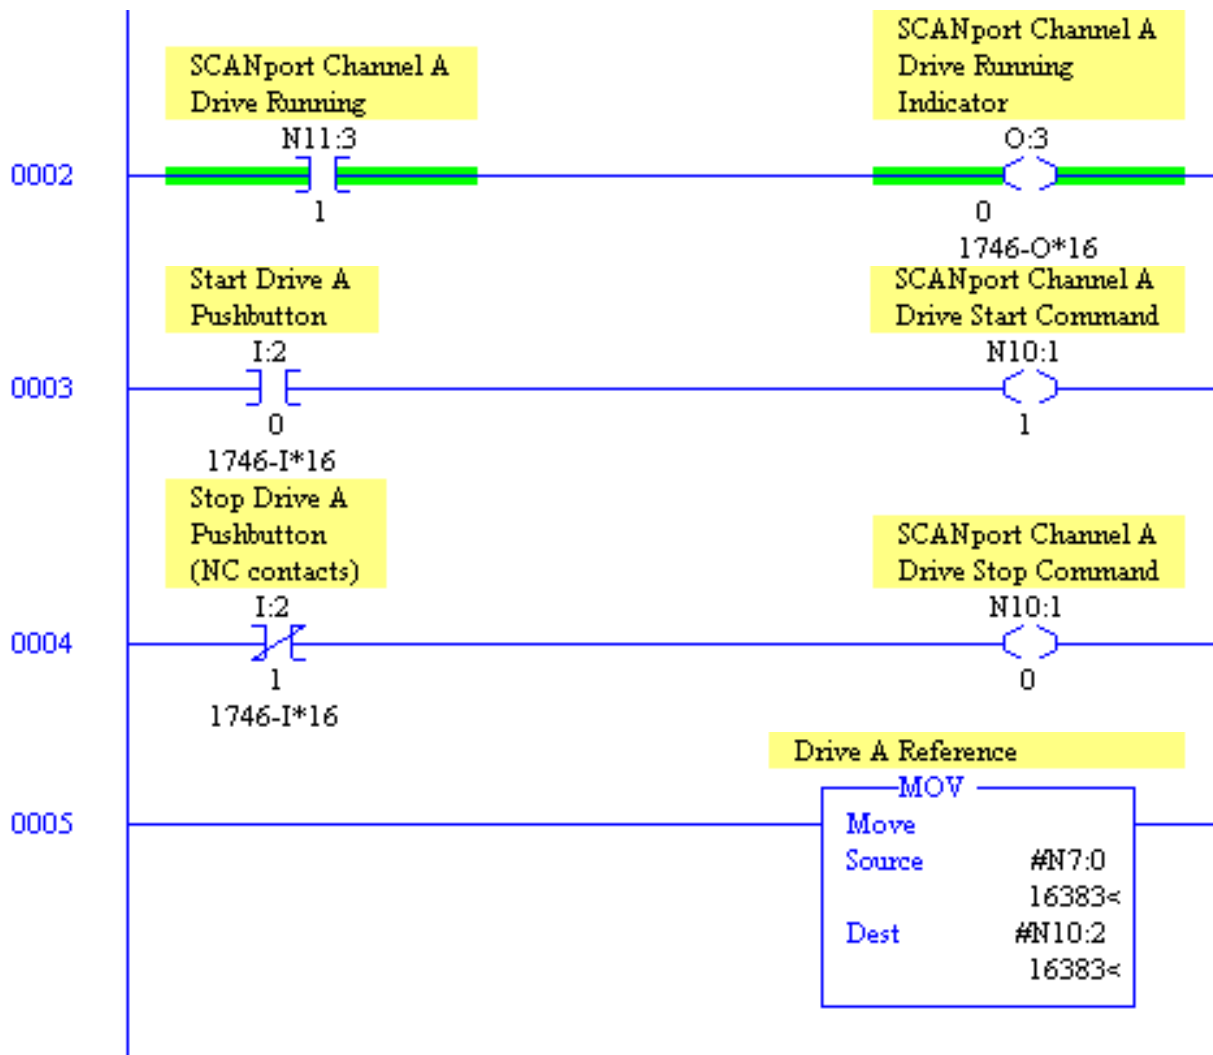 SCANport Channel A
Drive Running
N11:3
1
SCANport Channel A
Drive Running
Indicator
O:3
0
1746-O*16
0002
Start Drive A
Pushbutton
I:2
0
1746-I*16
SCANport Channel A
Drive Start Command
N10:1
1
0003
Stop Drive A
Pushbutton
(NC contacts)
I:2
1
1746-I*16
SCANport Channel A
Drive Stop Command
N10:1
0
0004
Drive A Reference
0005
MOV
Move
Source #N7:0
16383<
Dest #N10:2
16383<